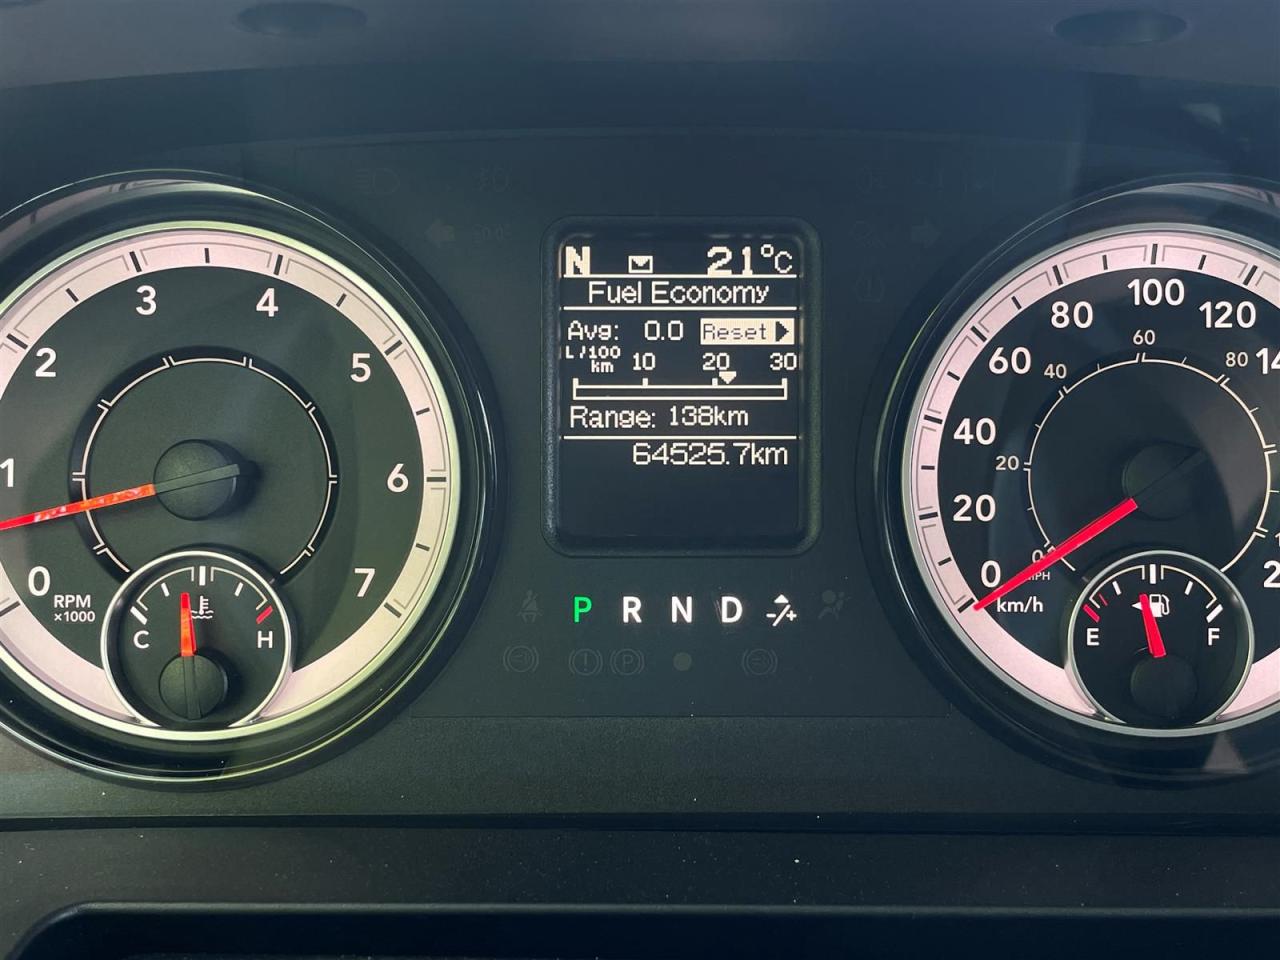 N 21°C
Fuel Economy
Avg: 0.0 Reset
L/100 km 10 20 30
Range: 138km
64525.7km
0 1 2 3 4 5 6 7
RPM
×1000
C H
P R N D -/+
0 20 40 60 80 100 120
km/h
0 20 40 60 80
MPH
E F